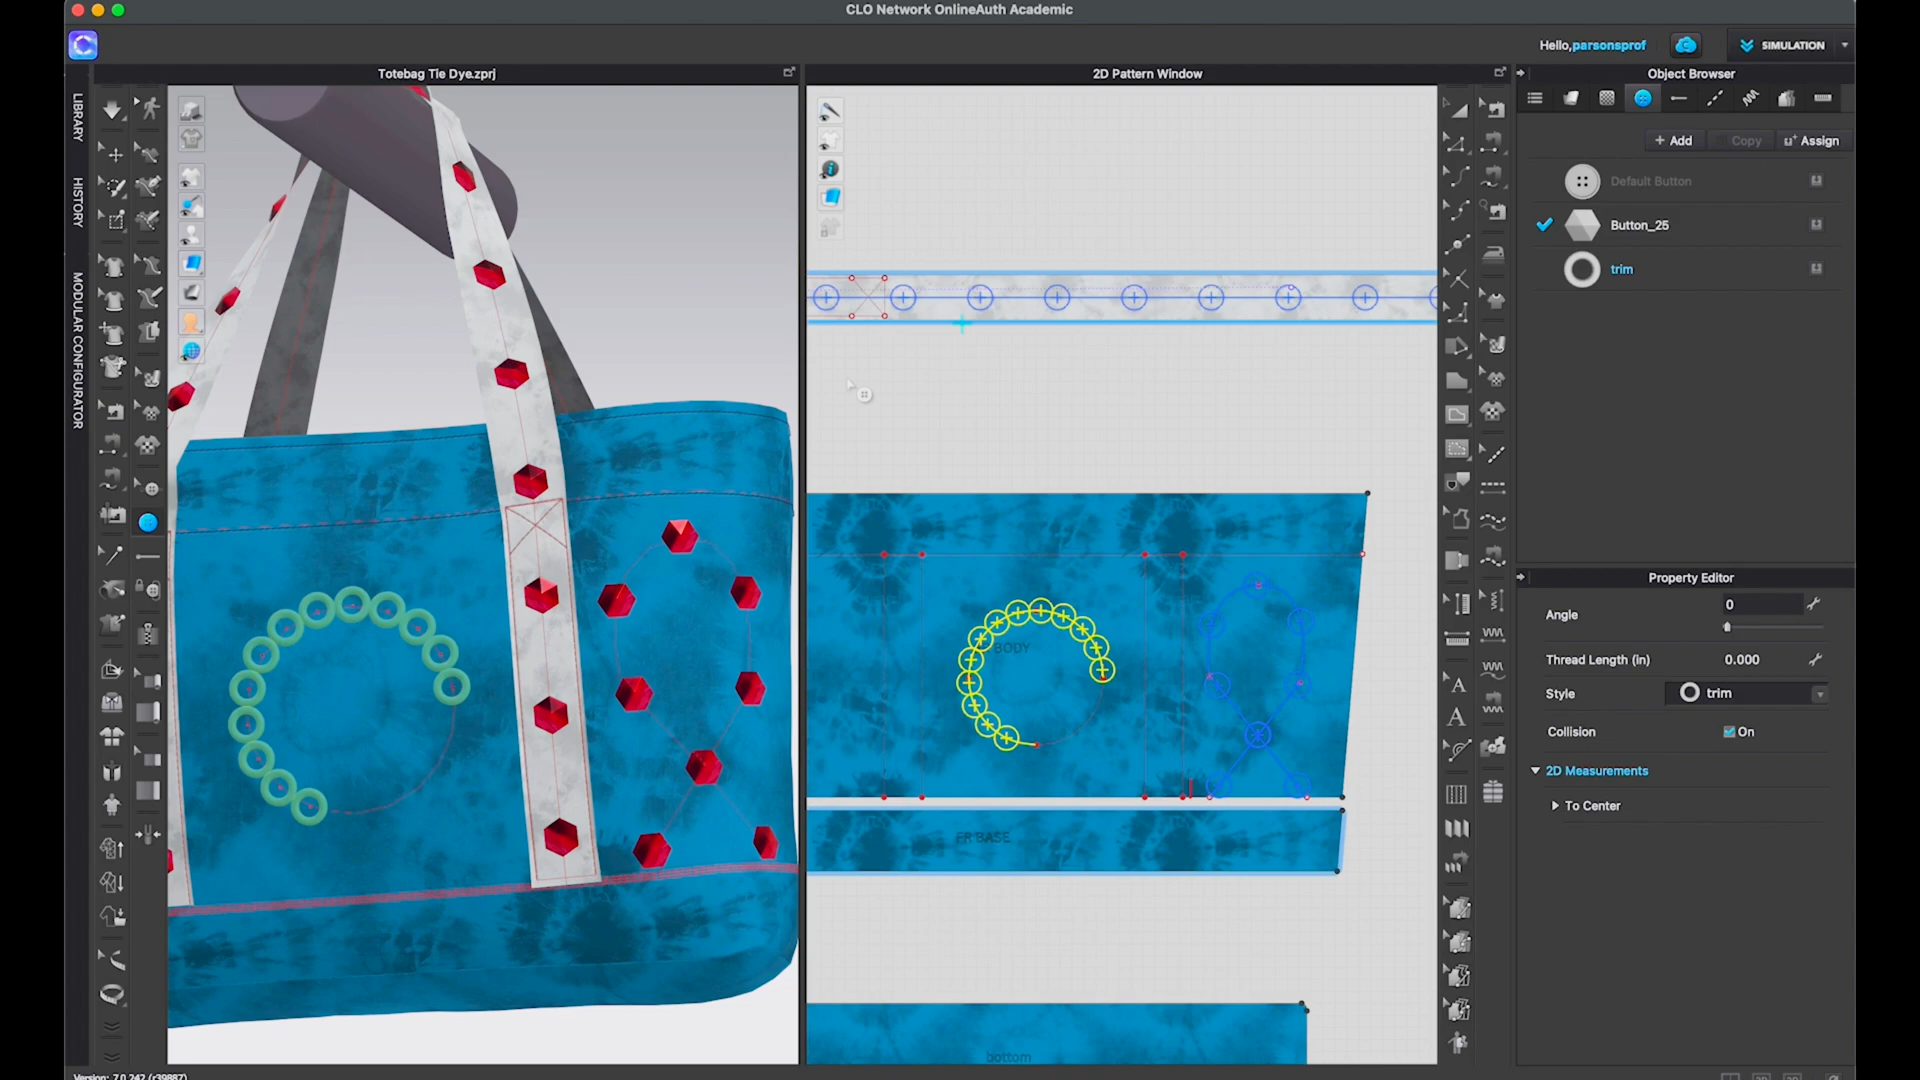 CLO Network OnlineAuth Academic
Hello, parsonsprof
SIMULATION
Totebag Tie Dye.zprj
2D Pattern Window
Object Browser
LIBRARY
HISTORY
MODULAR CONFIGURATOR
+ Add
Copy
Assign
Default Button
Button_25
trim
BODY
FR BASE
bottom
Property Editor
Angle
0
Thread Length (in)
0.000
Style
trim
Collision
On
2D Measurements
To Center
Version: 7.0.242 (r39887)